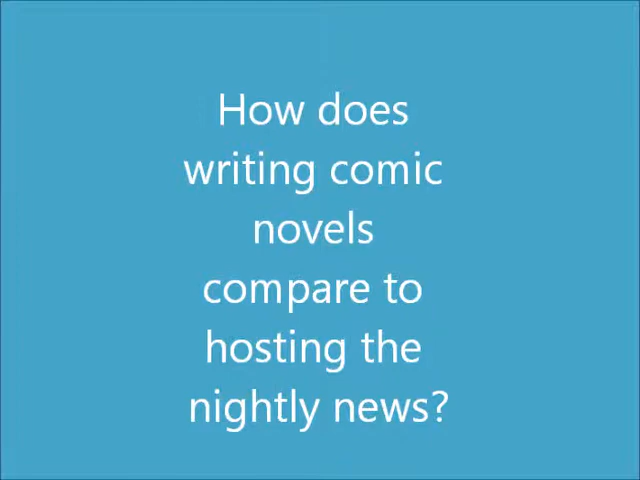 How does
writing comic
novels
compare to
hosting the
nightly news?